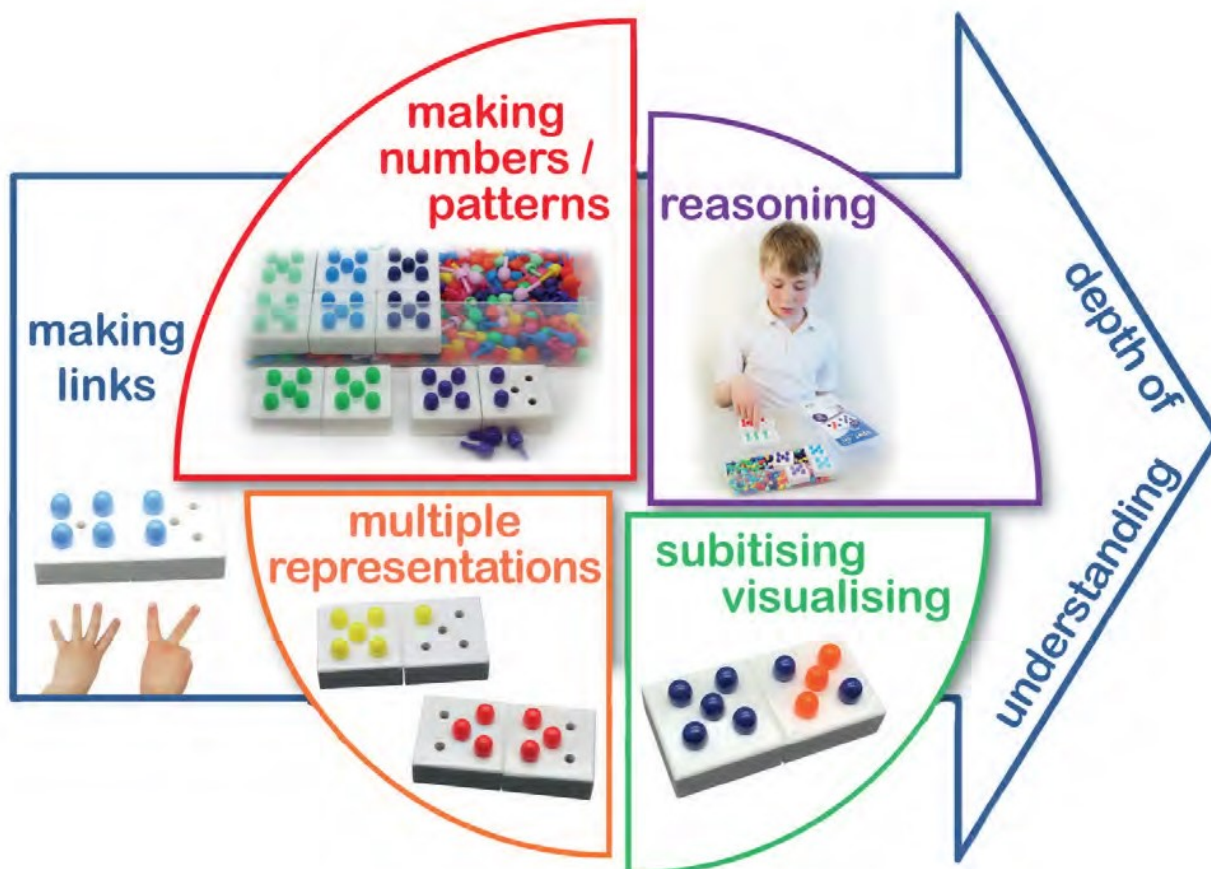 making
links
making
numbers /
patterns
reasoning
multiple
representations
subitising
visualising
depth of
understanding